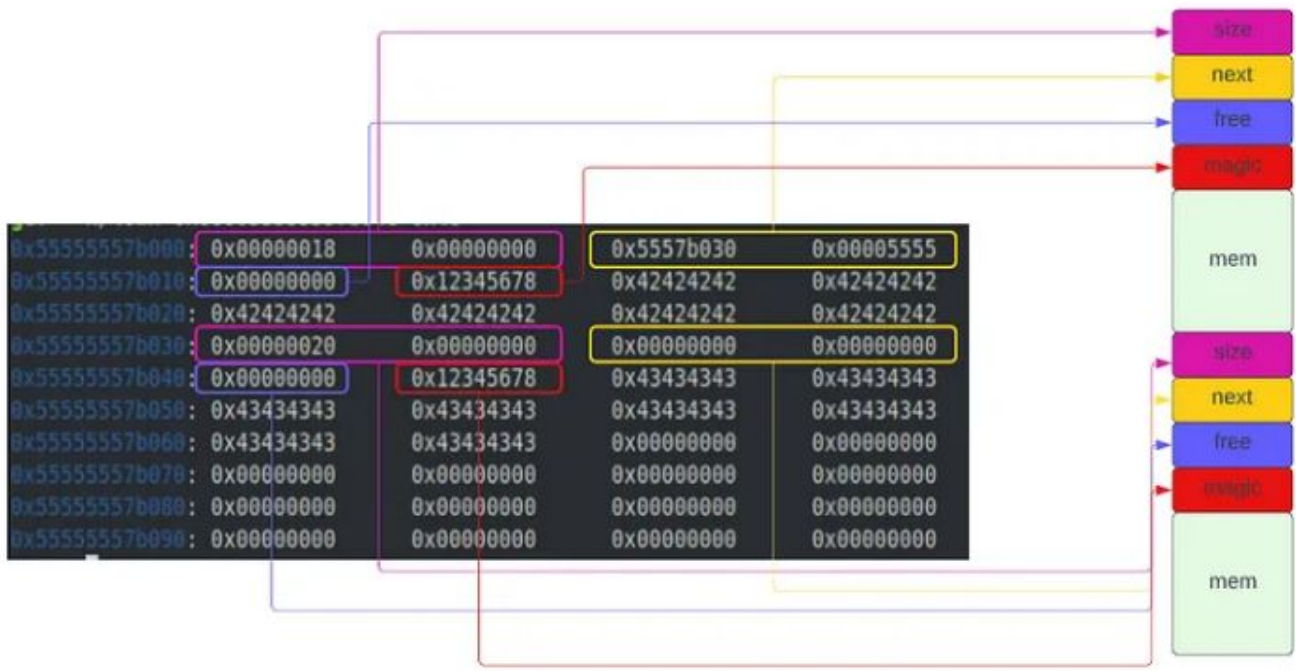 size
next
free
magic
mem
0x55555557b000: 0x00000018 0x00000000 0x5557b030 0x00005555
0x55555557b010: 0x00000000 0x12345678 0x42424242 0x42424242
0x55555557b020: 0x42424242 0x42424242 0x42424242 0x42424242
0x55555557b030: 0x00000020 0x00000000 0x00000000 0x00000000
0x55555557b040: 0x00000000 0x12345678 0x43434343 0x43434343
0x55555557b050: 0x43434343 0x43434343 0x43434343 0x43434343
0x55555557b060: 0x43434343 0x43434343 0x00000000 0x00000000
0x55555557b070: 0x00000000 0x00000000 0x00000000 0x00000000
0x55555557b080: 0x00000000 0x00000000 0x00000000 0x00000000
0x55555557b090: 0x00000000 0x00000000 0x00000000 0x00000000
size
next
free
magic
mem